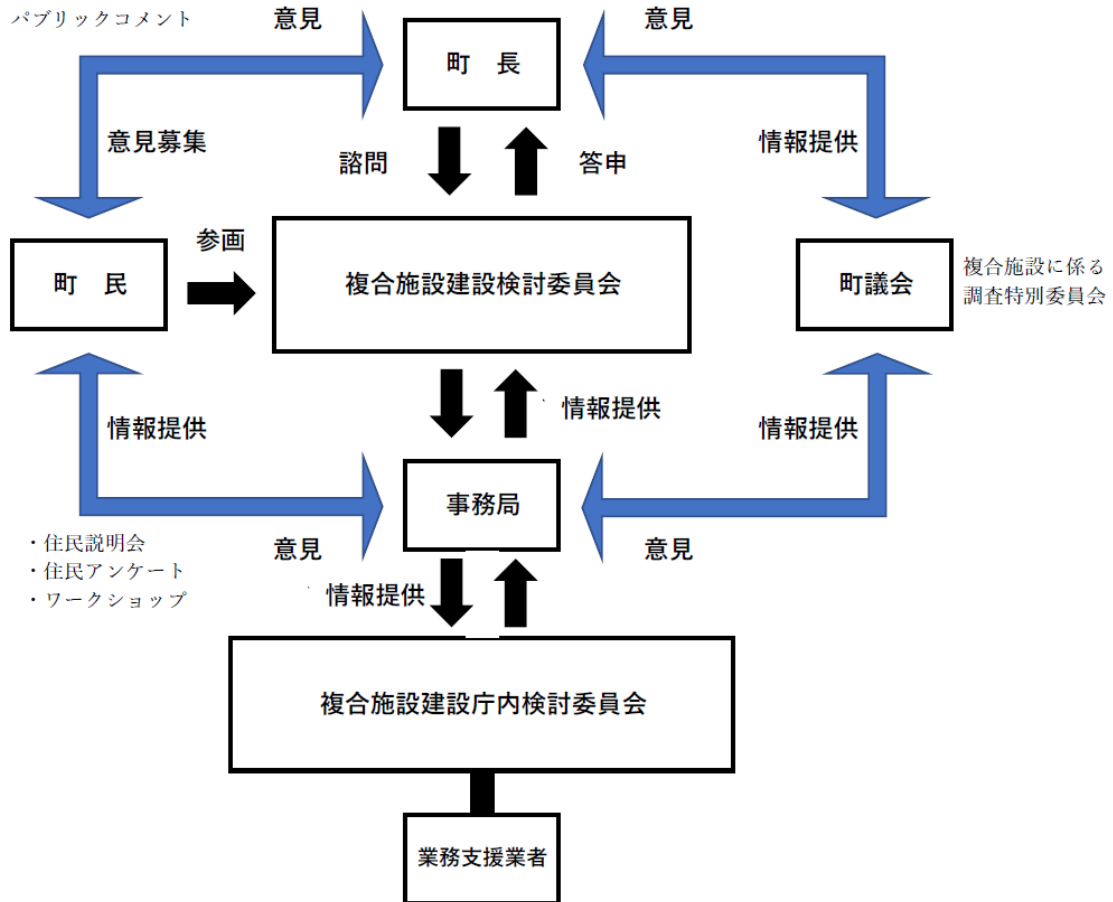 パブリックコメント
意見
意見
町　長
意見募集
諮問
答申
情報提供
参画
町　民
複合施設建設検討委員会
町議会
複合施設に係る
調査特別委員会
情報提供
情報提供
情報提供
事務局
・住民説明会
・住民アンケート
・ワークショップ
意見
意見
情報提供
複合施設建設庁内検討委員会
業務支援業者